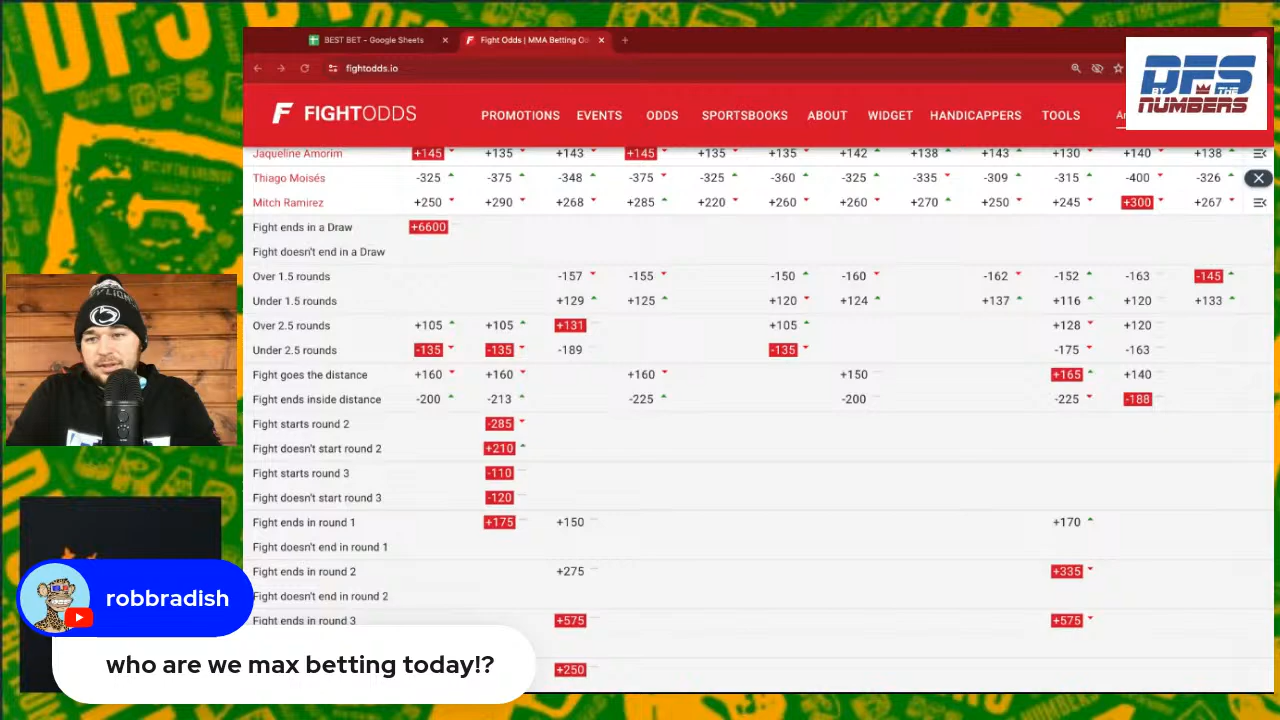 BEST BET - Google Sheets × Fight Odds | MMA Betting O × +
fightodds.io
DFS
BY THE
NUMBERS
FIGHTODDS PROMOTIONS EVENTS ODDS SPORTSBOOKS ABOUT WIDGET HANDICAPPERS TOOLS
Jaqueline Amorim +145 +135 +143 +145 +135 +135 +142 +138 +143 +130 +140 +138
Thiago Moisés -325 -375 -348 -375 -325 -360 -325 -335 -309 -315 -400 -326
Mitch Ramirez +250 +290 +268 +285 +220 +260 +260 +270 +250 +245 +300 +267
Fight ends in a Draw +6600
Fight doesn't end in a Draw
Over 1.5 rounds -157 -155 -150 -160 -162 -152 -163 -145
Under 1.5 rounds +129 +125 +120 +124 +137 +116 +120 +133
Over 2.5 rounds +105 +105 +131 +105 +128 +120
Under 2.5 rounds -135 -135 -189 -135 -175 -163
Fight goes the distance +160 +160 +160 +150 +165 +140
Fight ends inside distance -200 -213 -225 -200 -225 -188
Fight starts round 2 -285
Fight doesn't start round 2 +210
Fight starts round 3 -110
Fight doesn't start round 3 -120
Fight ends in round 1 +175 +150 +170
Fight doesn't end in round 1
Fight ends in round 2 +275 +335
Fight doesn't end in round 2
Fight ends in round 3 +575 +575
+250
robbradish
who are we max betting today!?